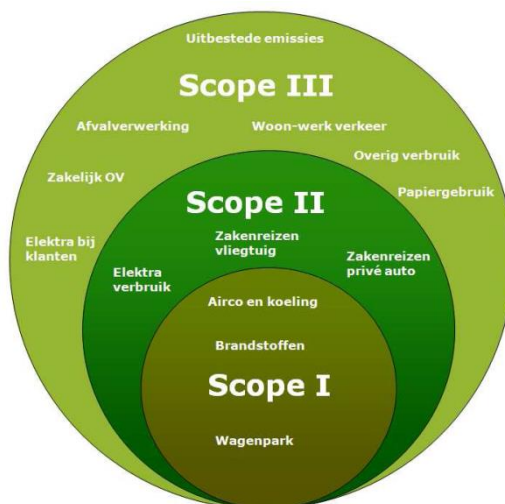 Uitbestede emissies
Scope III
Afvalverwerking
Woon-werk verkeer
Overig verbruik
Zakelijk OV
Papiergebruik
Scope II
Elektra bij
klanten
Zakenreizen
vliegtuig
Elektra
verbruik
Zakenreizen
privé auto
Airco en koeling
Brandstoffen
Scope I
Wagenpark